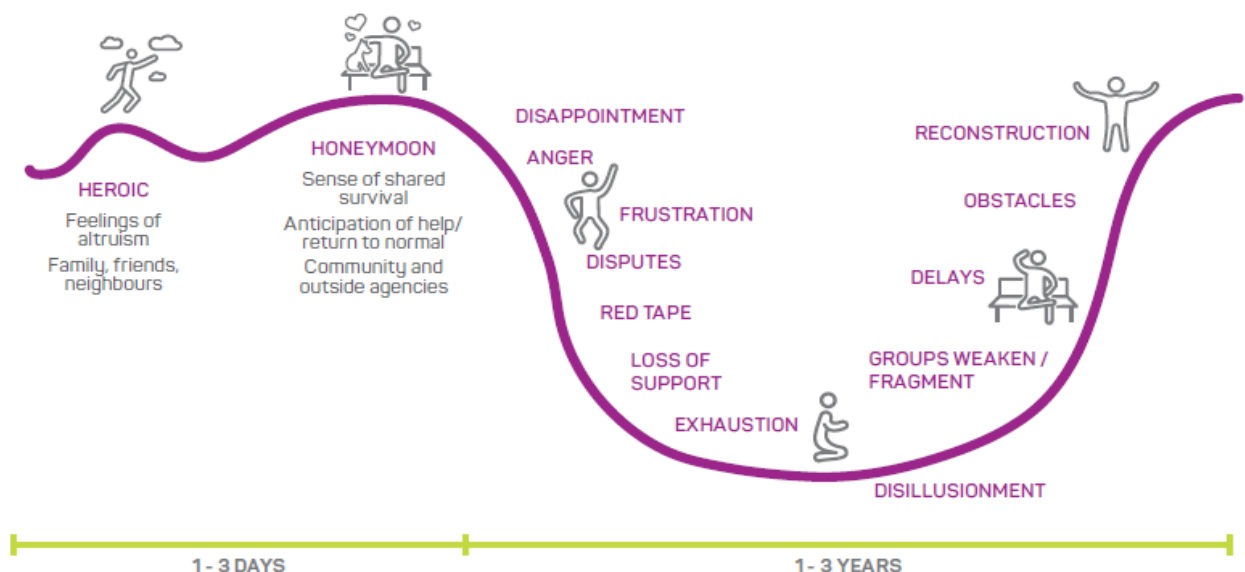 HEROIC
Feelings of
altruism
Family, friends,
neighbours
HONEYMOON
Sense of shared
survival
Anticipation of help/
return to normal
Community and
outside agencies
DISAPPOINTMENT
ANGER
FRUSTRATION
DISPUTES
RED TAPE
LOSS OF
SUPPORT
EXHAUSTION
DISILLUSIONMENT
GROUPS WEAKEN /
FRAGMENT
DELAYS
OBSTACLES
RECONSTRUCTION
1 - 3 DAYS
1 - 3 YEARS